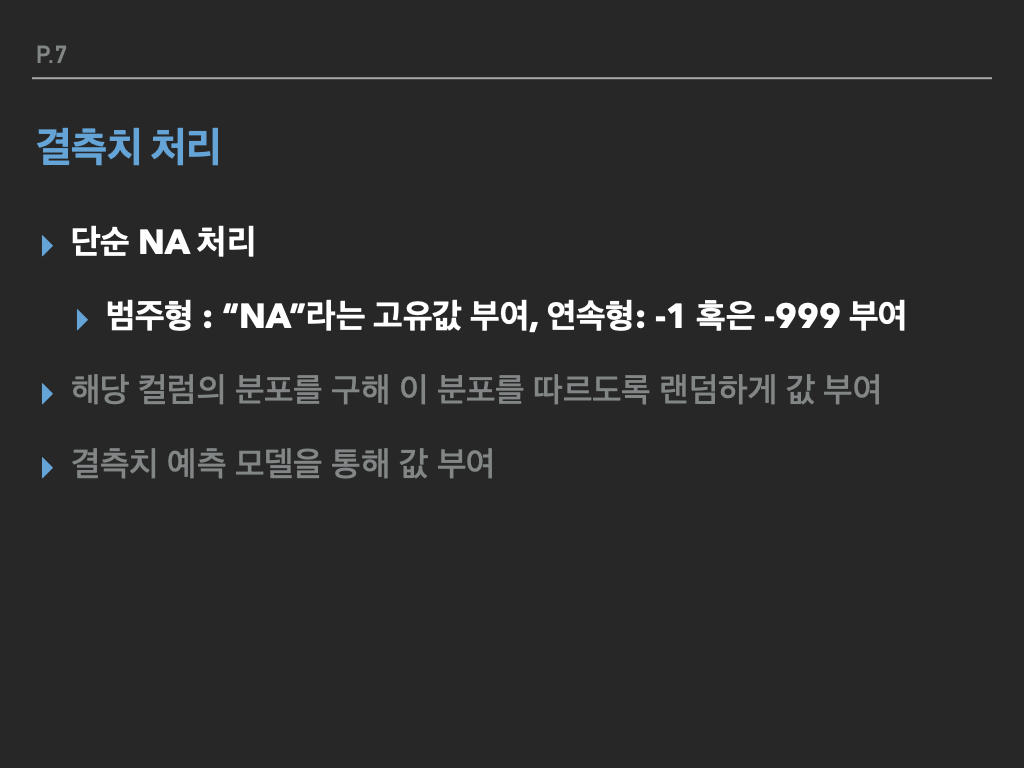 P.7
결측치 처리
▸ 단순 NA 처리
▸ 범주형 : “NA”라는 고유값 부여, 연속형: -1 혹은 -999 부여
▸ 해당 컬럼의 분포를 구해 이 분포를 따르도록 랜덤하게 값 부여
▸ 결측치 예측 모델을 통해 값 부여